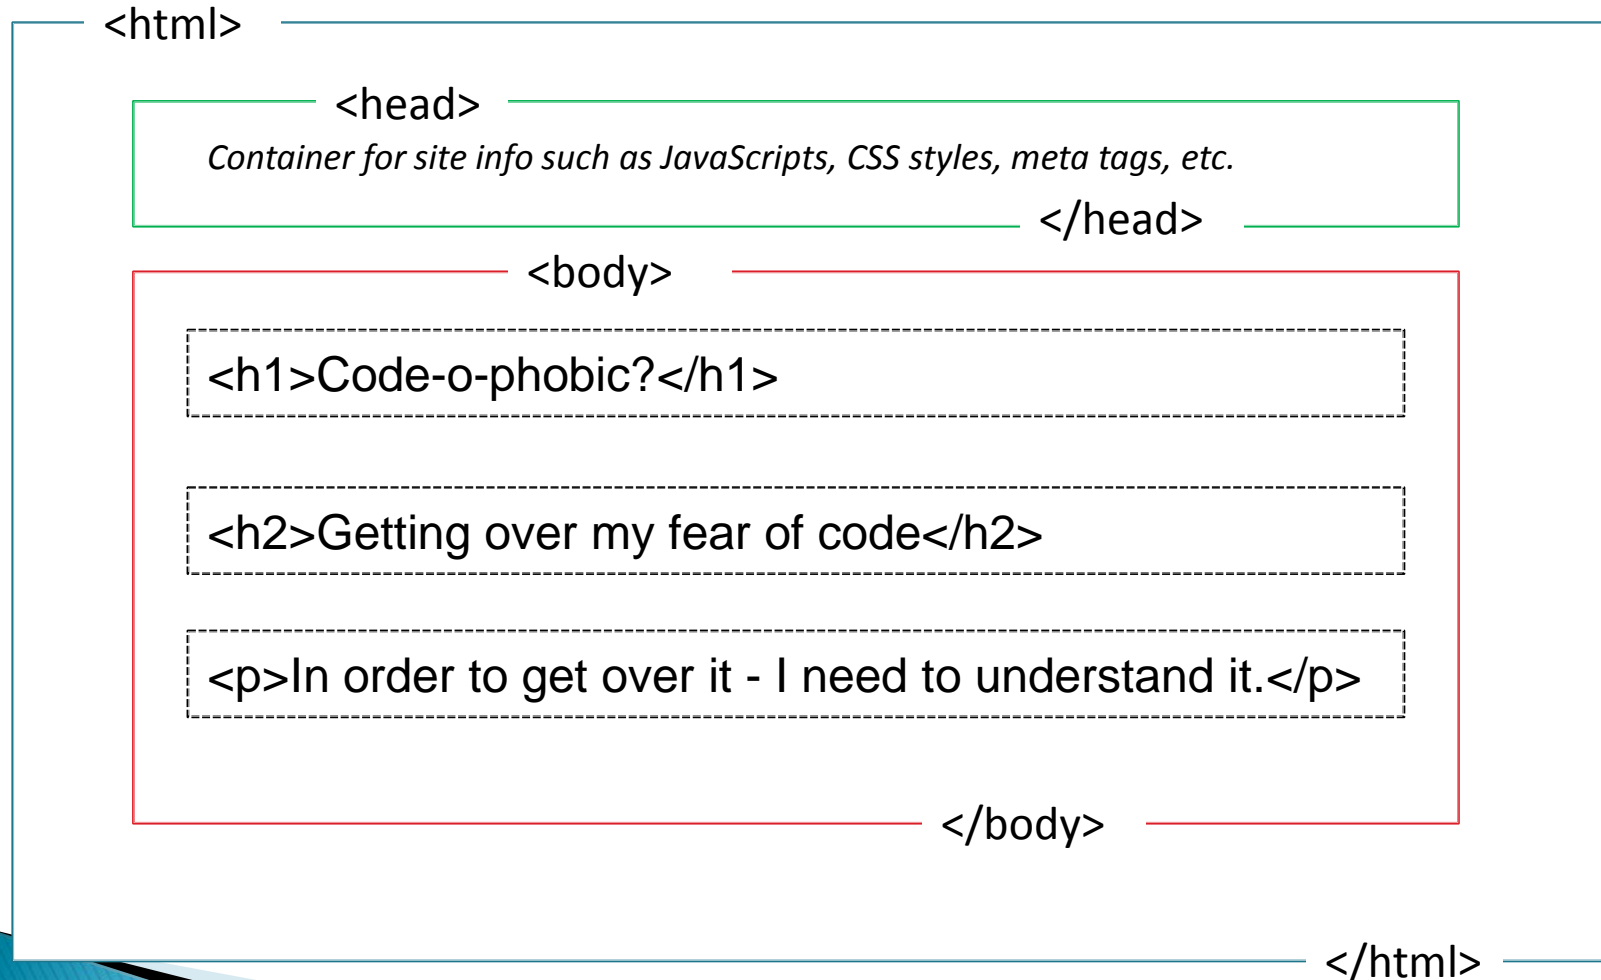 <html>
<head>
Container for site info such as JavaScripts, CSS styles, meta tags, etc.
</head>
<body>
<h1>Code-o-phobic?</h1>
<h2>Getting over my fear of code</h2>
<p>In order to get over it - I need to understand it.</p>
</body>
</html>